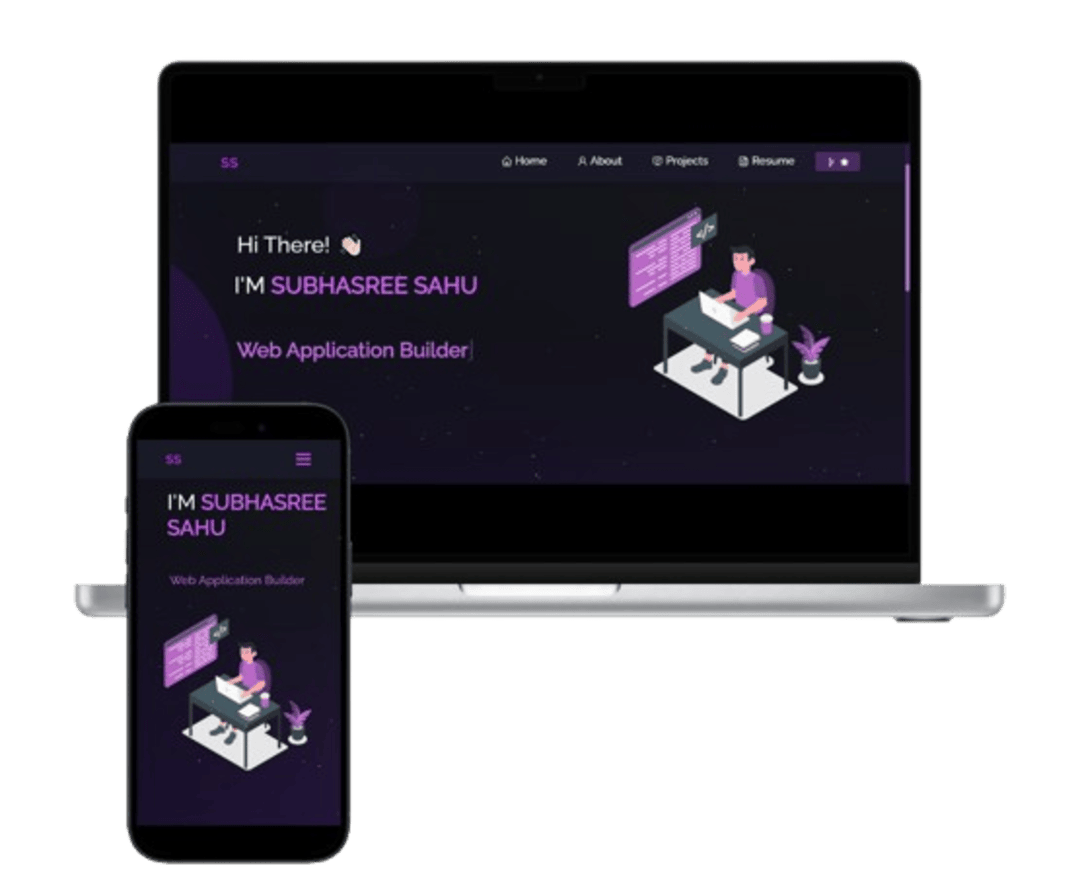 SS
Home About Projects Resume
Hi There!
I'M SUBHASREE SAHU
Web Application Builder
</>
SS
I'M SUBHASREE
SAHU
Web Application Builder
</>